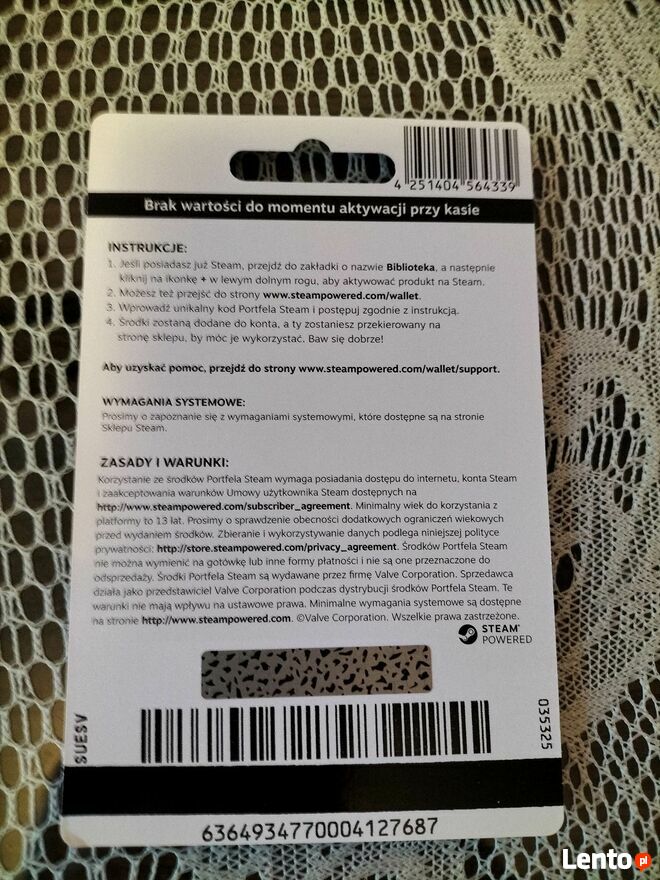 4 251404 564339
Brak wartości do momentu aktywacji przy kasie
INSTRUKCJE:
1. Jeśli posiadasz już Steam, przejdź do zakładki o nazwie Biblioteka, a następnie
kliknij na ikonkę + w lewym dolnym rogu, aby aktywować produkt na Steam.
2. Możesz też przejść do strony www.steampowered.com/wallet.
3. Wprowadź unikalny kod Portfela Steam i postępuj zgodnie z instrukcją.
4. Środki zostaną dodane do konta, a ty zostaniesz przekierowany na
stronę sklepu, by móc je wykorzystać. Baw się dobrze!
Aby uzyskać pomoc, przejdź do strony www.steampowered.com/wallet/support.
WYMAGANIA SYSTEMOWE:
Prosimy o zapoznanie się z wymaganiami systemowymi, które dostępne są na stronie
Sklepu Steam.
ZASADY I WARUNKI:
Korzystanie ze środków Portfela Steam wymaga posiadania dostępu do internetu, konta Steam
i zaakceptowania warunków Umowy użytkownika Steam dostępnych na
http://www.steampowered.com/subscriber_agreement. Minimalny wiek do korzystania z
platformy to 13 lat. Prosimy o sprawdzenie obecności dodatkowych ograniczeń wiekowych
przed wydaniem środków. Zbieranie i wykorzystywanie danych podlega niniejszej polityce
prywatności: http://store.steampowered.com/privacy_agreement. Środków Portfela Steam
nie można wymienić na gotówkę lub inne formy płatności i nie są one przeznaczone do
odsprzedaży. Środki Portfela Steam są wydawane przez firmę Valve Corporation. Sprzedawca
działa jako przedstawiciel Valve Corporation podczas dystrybucji środków Portfela Steam. Te
warunki nie mają wpływu na ustawowe prawa. Minimalne wymagania systemowe są dostępne
na stronie http://www.steampowered.com. ©Valve Corporation. Wszelkie prawa zastrzeżone.
STEAM®
POWERED
SUESV
035325
6364934770004127687
Lento.pl